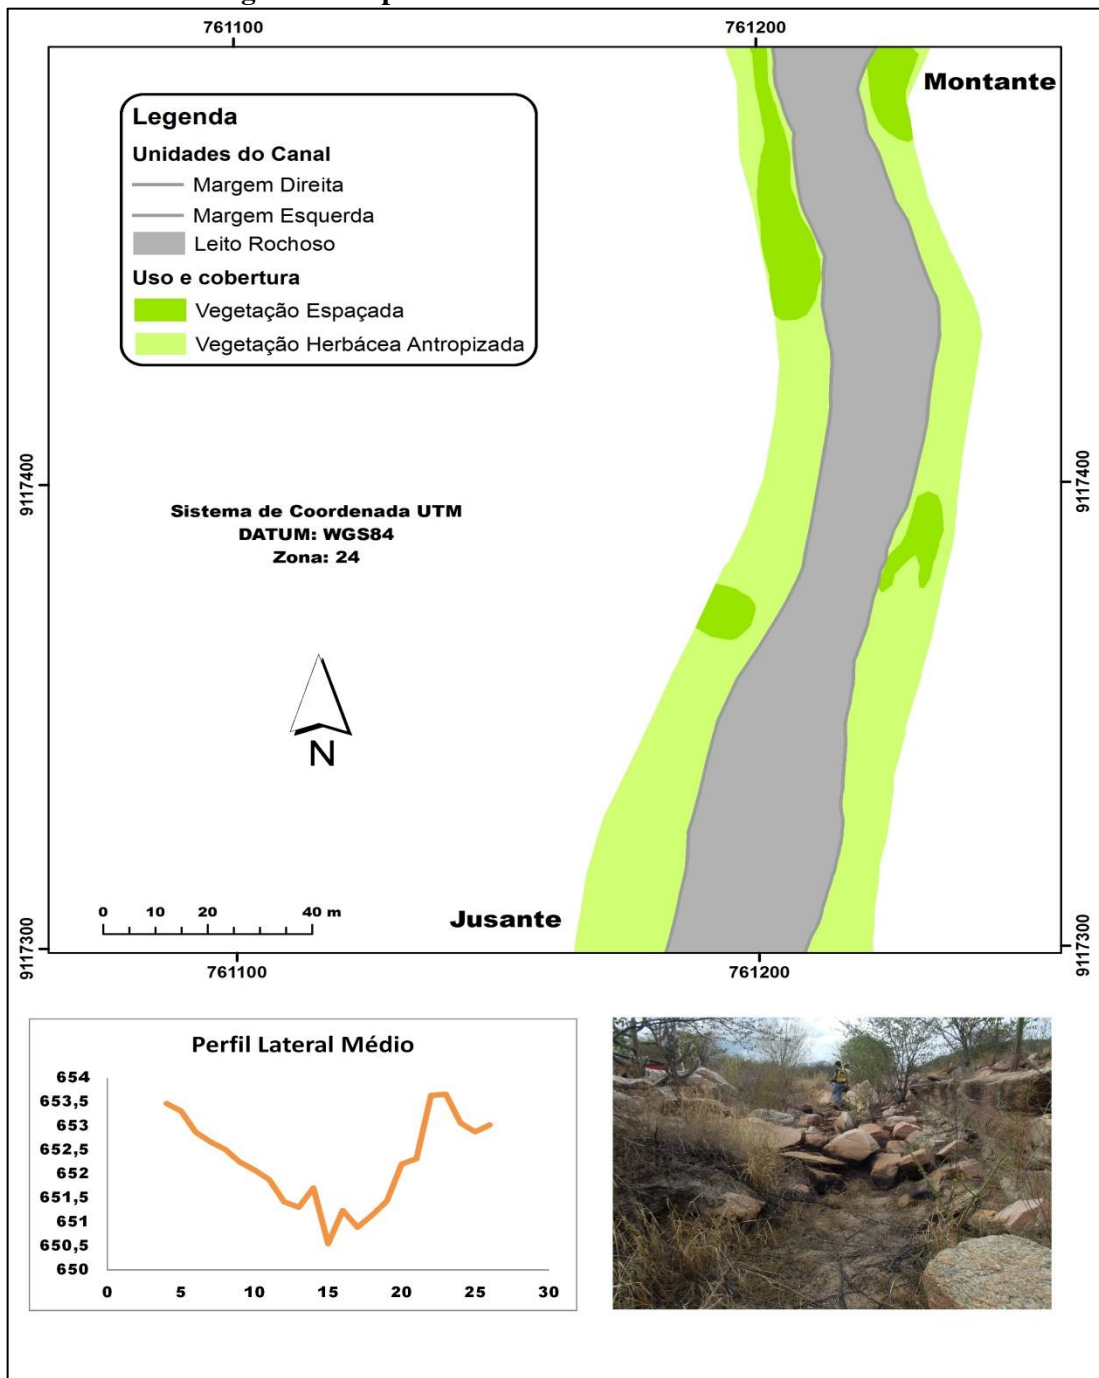 761100
761200
Montante
Legenda
Unidades do Canal
Margem Direita
Margem Esquerda
Leito Rochoso
Uso e cobertura
Vegetação Espaçada
Vegetação Herbácea Antropizada
9117400
9117400
Sistema de Coordenada UTM
DATUM: WGS84
Zona: 24
N
0 10 20 40 m
Jusante
9117300
9117300
761100
761200
Perfil Lateral Médio
654
653,5
653
652,5
652
651,5
651
650,5
650
0 5 10 15 20 25 30